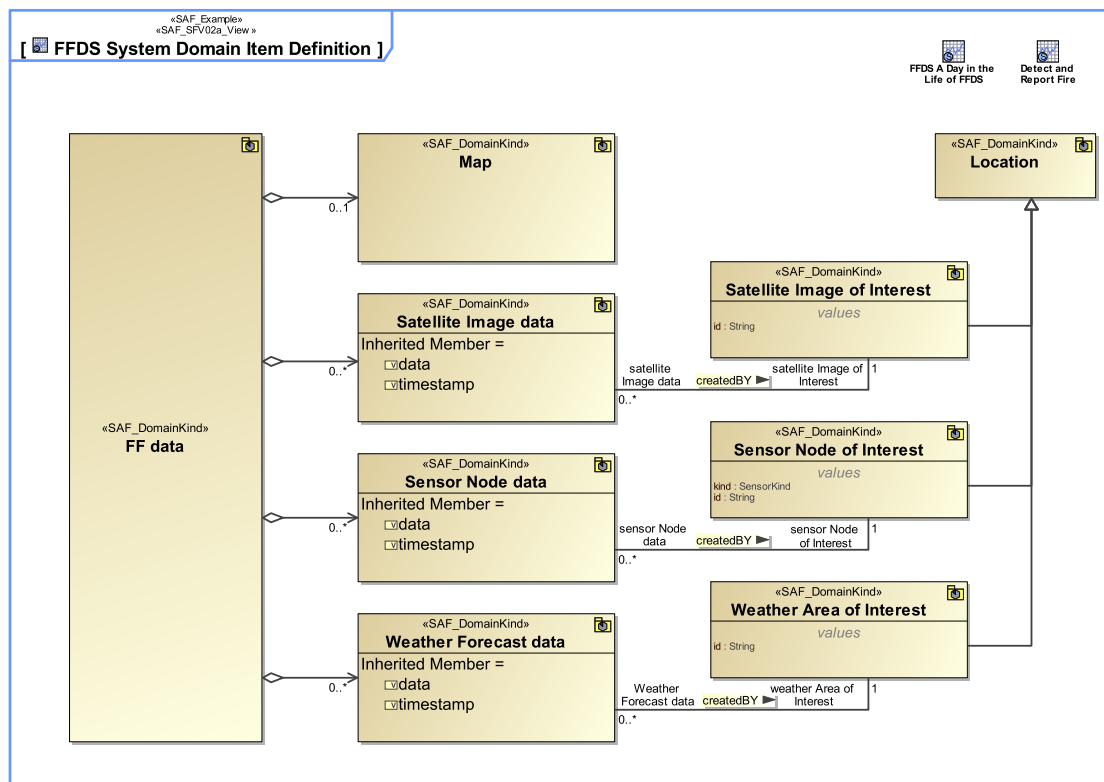 «SAF_Example»
«SAF_SFV02a_View »
[ FFDS System Domain Item Definition ]
FFDS A Day in the
Life of FFDS
Detect and
Report Fire
«SAF_DomainKind»
FF data
«SAF_DomainKind»
Map
0..1
«SAF_DomainKind»
Location
«SAF_DomainKind»
Satellite Image data
Inherited Member =
v data
v timestamp
0..*
«SAF_DomainKind»
Satellite Image of Interest
values
id : String
satellite
Image data
0..*
createdBY
satellite Image of
Interest
1
«SAF_DomainKind»
Sensor Node data
Inherited Member =
v data
v timestamp
0..*
«SAF_DomainKind»
Sensor Node of Interest
values
kind : SensorKind
id : String
sensor Node
data
0..*
createdBY
sensor Node
of Interest
1
«SAF_DomainKind»
Weather Forecast data
Inherited Member =
v data
v timestamp
0..*
«SAF_DomainKind»
Weather Area of Interest
values
id : String
Weather
Forecast data
0..*
createdBY
weather Area of
Interest
1